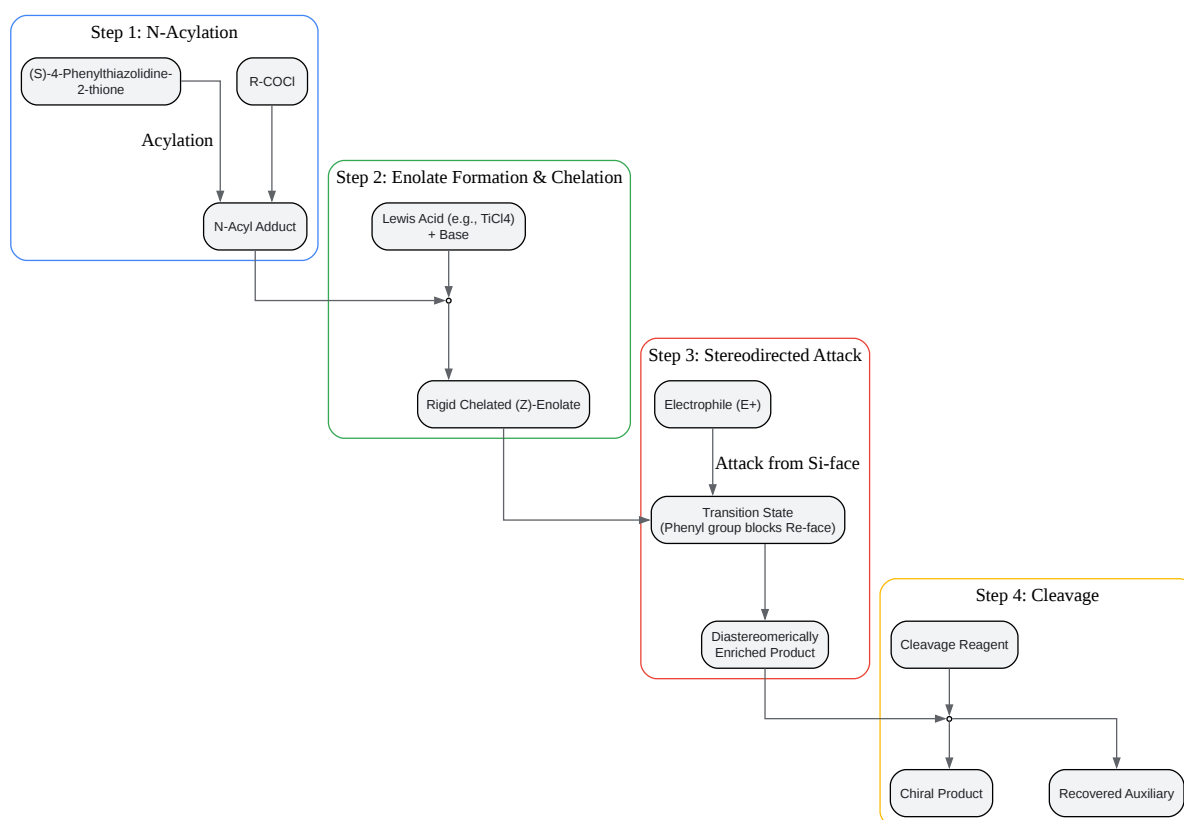 Step 1: N-Acylation
(S)-4-Phenylthiazolidine-
2-thione
R-COCl
Acylation
N-Acyl Adduct
Step 2: Enolate Formation & Chelation
Lewis Acid (e.g., TiCl4)
+ Base
Rigid Chelated (Z)-Enolate
Step 3: Stereodirected Attack
Electrophile (E+)
Attack from Si-face
Transition State
(Phenyl group blocks Re-face)
Diastereomerically
Enriched Product
Step 4: Cleavage
Cleavage Reagent
Chiral Product
Recovered Auxiliary